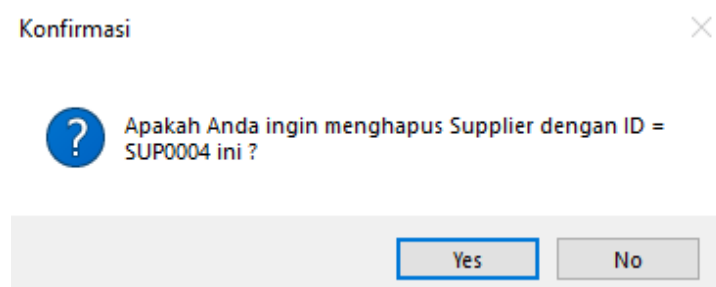 Konfirmasi
Apakah Anda ingin menghapus Supplier dengan ID =
SUP0004 ini ?
Yes
No